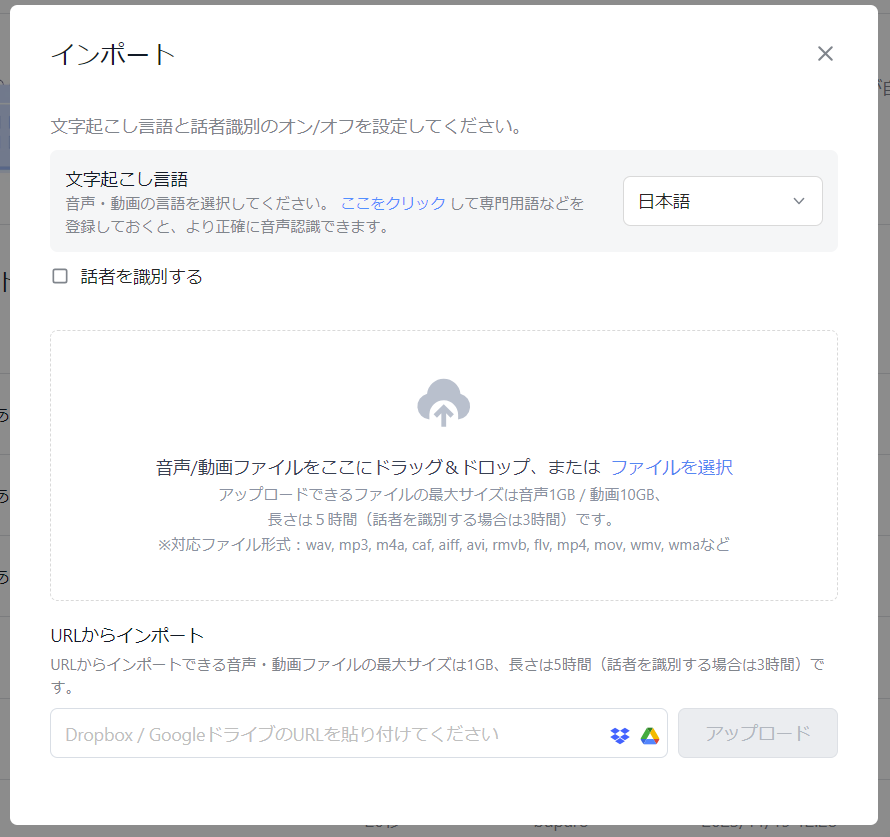 インポート
文字起こし言語と話者識別のオン/オフを設定してください。
文字起こし言語
音声・動画の言語を選択してください。 ここをクリック して専門用語などを
登録しておくと、より正確に音声認識できます。
日本語
話者を識別する
音声/動画ファイルをここにドラッグ＆ドロップ、または ファイルを選択
アップロードできるファイルの最大サイズは音声1GB / 動画10GB、
長さは５時間（話者を識別する場合は3時間）です。
※対応ファイル形式：wav, mp3, m4a, caf, aiff, avi, rmvb, flv, mp4, mov, wmv, wmaなど
URLからインポート
URLからインポートできる音声・動画ファイルの最大サイズは1GB、長さは5時間（話者を識別する場合は3時間）で
す。
Dropbox / GoogleドライブのURLを貼り付けてください
アップロード